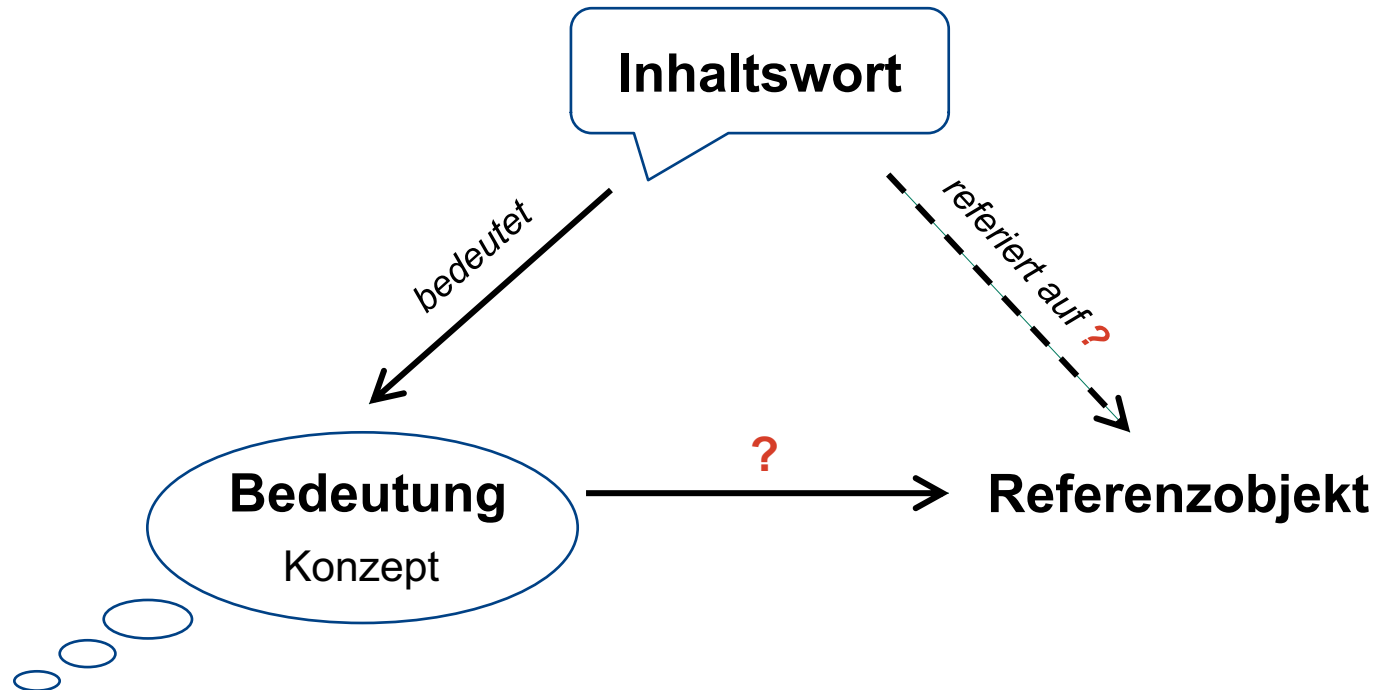 Inhaltswort
bedeutet
referiert auf ?
?
Bedeutung
Konzept
Referenzobjekt